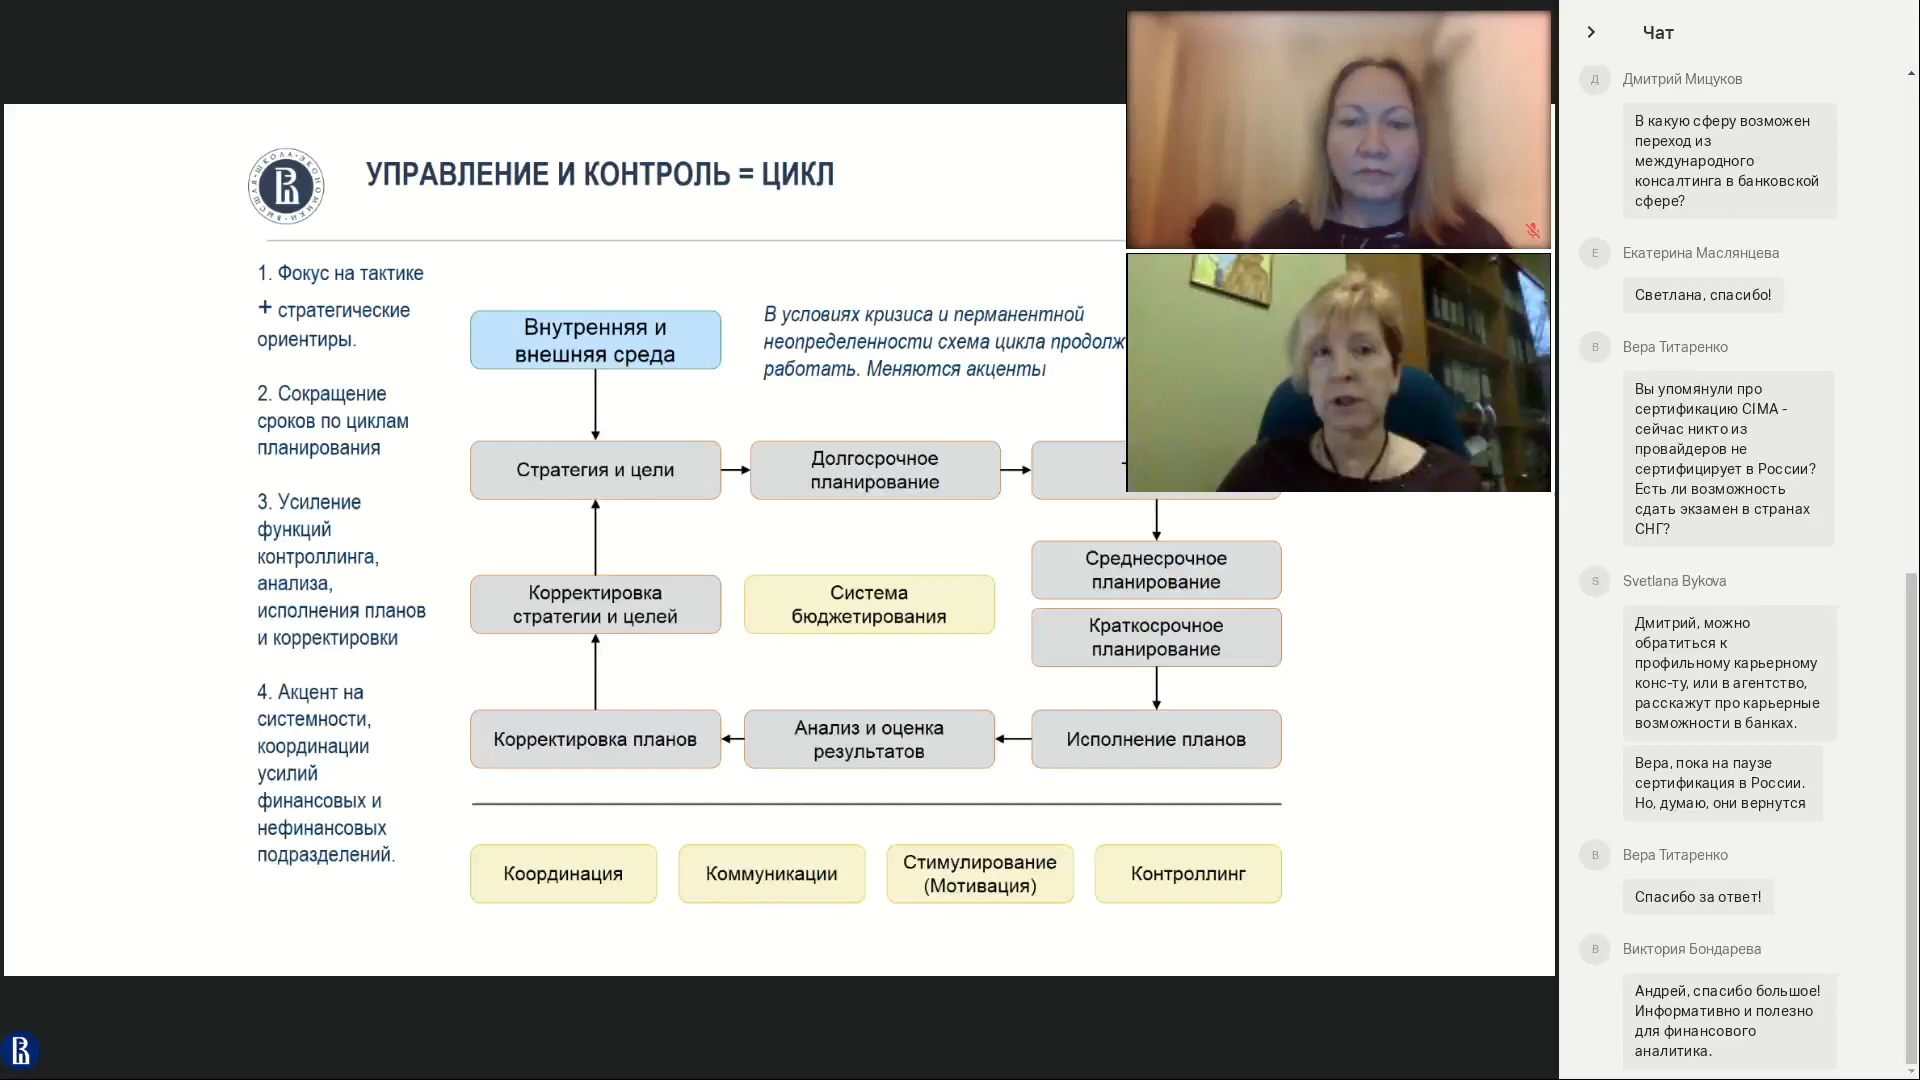 УПРАВЛЕНИЕ И КОНТРОЛЬ = ЦИКЛ
1. Фокус на тактике
+ стратегические
ориентиры.
2. Сокращение
сроков по циклам
планирования
3. Усиление
функций
контроллинга,
анализа,
исполнения планов
и корректировки
4. Акцент на
системности,
координации
усилий
финансовых и
нефинансовых
подразделений.
Внутренняя и
внешняя среда
В условиях кризиса и перманентной
неопределенности схема цикла продолж
работать. Меняются акценты
Стратегия и цели
Долгосрочное
планирование
Среднесрочное
планирование
Корректировка
стратегии и целей
Система
бюджетирования
Краткосрочное
планирование
Корректировка планов
Анализ и оценка
результатов
Исполнение планов
Координация
Коммуникации
Стимулирование
(Мотивация)
Контроллинг
Чат
Д
Дмитрий Мицуков
В какую сферу возможен
переход из
международного
консалтинга в банковской
сфере?
Е
Екатерина Маслянцева
Светлана, спасибо!
В
Вера Титаренко
Вы упомянули про
сертификацию CIMA -
сейчас никто из
провайдеров не
сертифицирует в России?
Есть ли возможность
сдать экзамен в странах
СНГ?
S
Svetlana Bykova
Дмитрий, можно
обратиться к
профильному карьерному
конс-ту, или в агентство,
расскажут про карьерные
возможности в банках.
Вера, пока на паузе
сертификация в России.
Но, думаю, они вернутся
В
Вера Титаренко
Спасибо за ответ!
В
Виктория Бондарева
Андрей, спасибо большое!
Информативно и полезно
для финансового
аналитика.